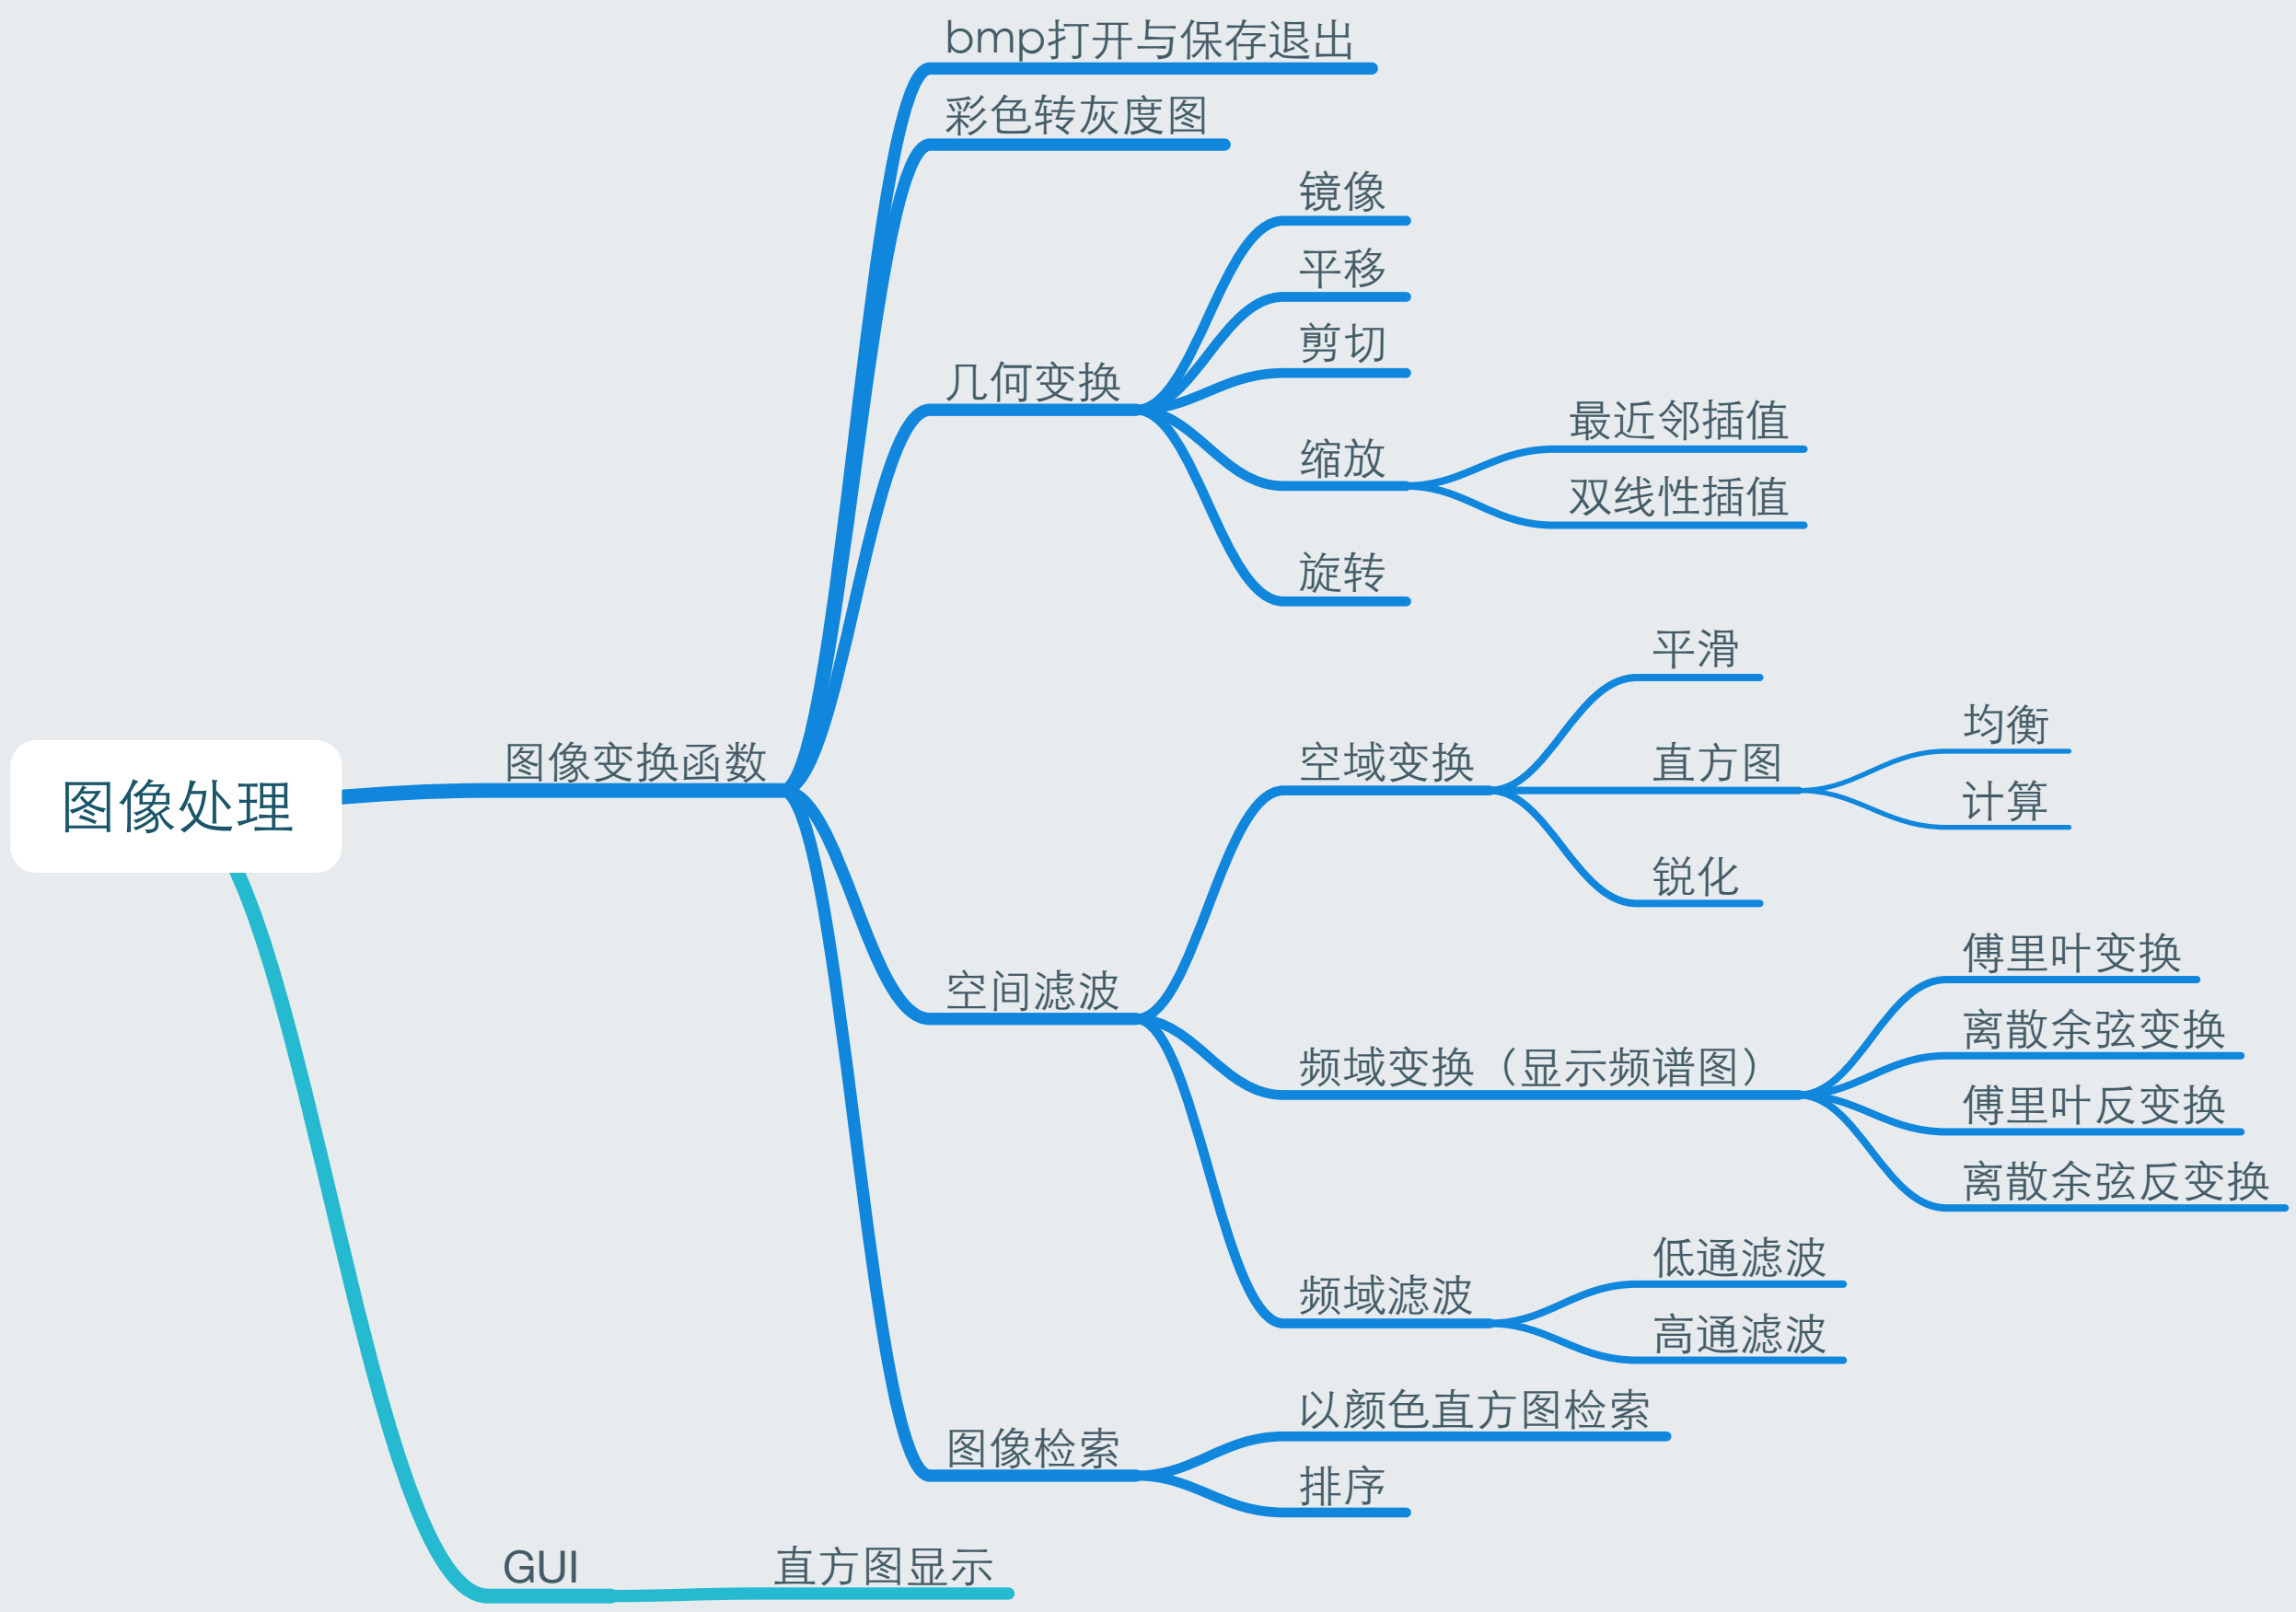 bmp打开与保存退出
彩色转灰度图
镜像
平移
剪切
几何变换
最近邻插值
缩放
双线性插值
旋转
平滑
均衡
图像变换函数
空域变换
直方图
图像处理
计算
锐化
傅里叶变换
空间滤波
离散余弦变换
频域变换（显示频谱图）
傅里叶反变换
离散余弦反变换
低通滤波
频域滤波
高通滤波
以颜色直方图检索
图像检索
排序
GUI
直方图显示